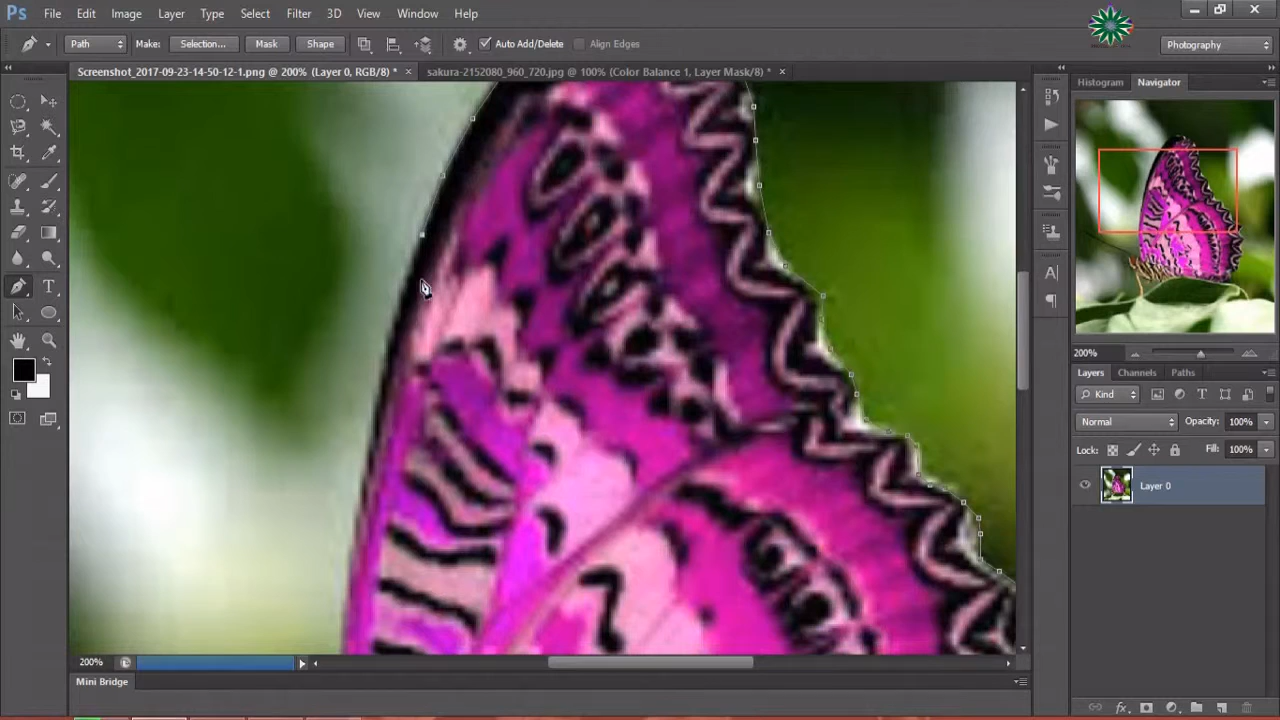 Ps File Edit Image Layer Type Select Filter 3D View Window Help
Path Make: Selection... Mask Shape Auto Add/Delete Align Edges Photography
Screenshot_2017-09-23-14-50-12-1.png @ 200% (Layer 0, RGB/8) * × sakura-2152080_960_720.jpg @ 100% (Color Balance 1, Layer Mask/8) * ×
Histogram Navigator
200%
Layers Channels Paths
Kind T
Normal Opacity: 100%
Lock: Fill: 100%
Layer 0
T
A
200%
Mini Bridge
fx